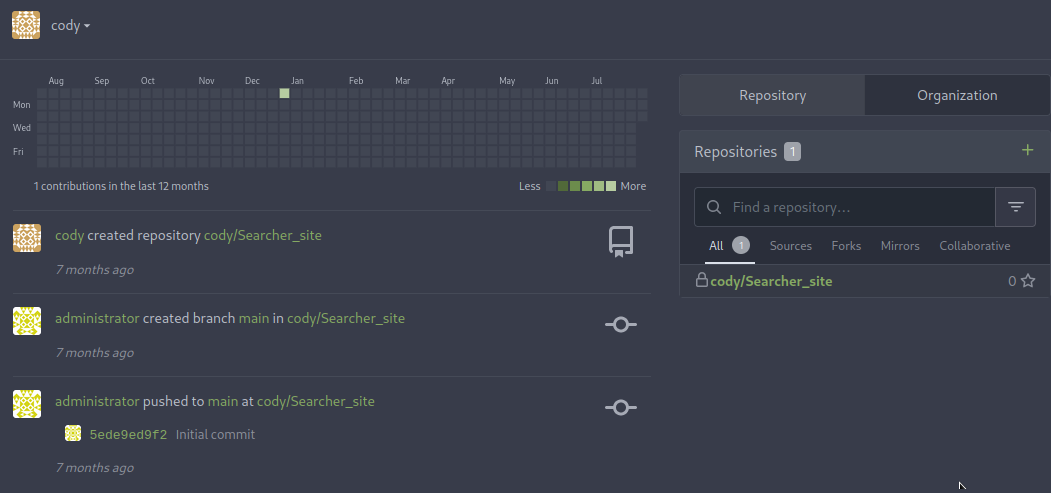 cody
Aug Sep Oct Nov Dec Jan Feb Mar Apr May Jun Jul
Mon
Wed
Fri
1 contributions in the last 12 months
Less More
cody created repository cody/Searcher_site
7 months ago
administrator created branch main in cody/Searcher_site
7 months ago
administrator pushed to main at cody/Searcher_site
5ede9ed9f2 Initial commit
7 months ago
Repository Organization
Repositories 1
Find a repository...
All 1 Sources Forks Mirrors Collaborative
cody/Searcher_site 0